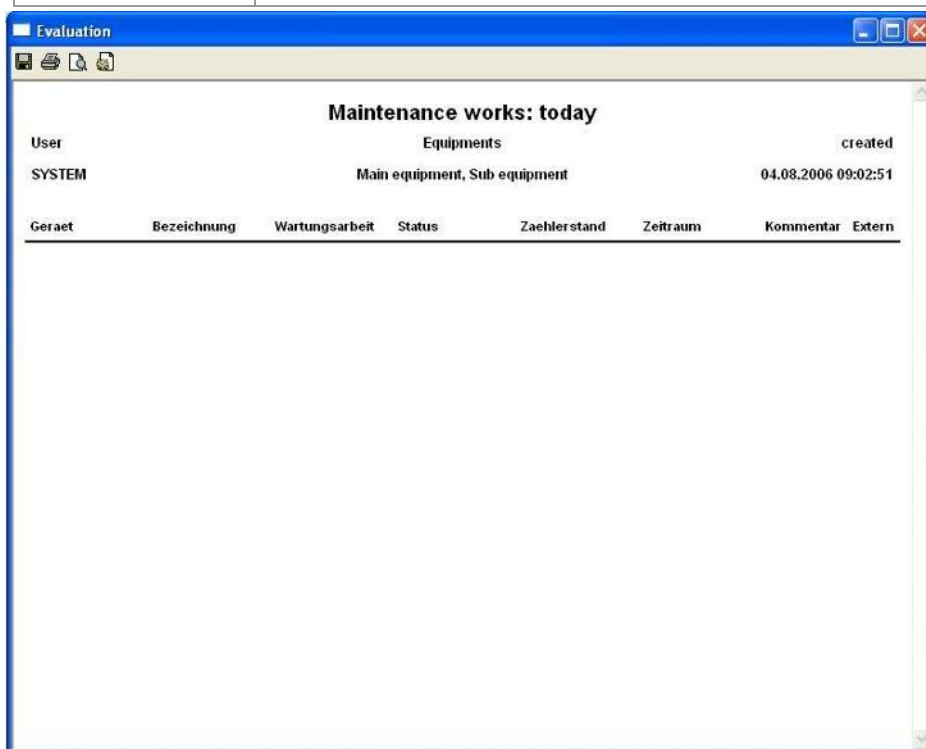 Evaluation
Maintenance works: today
User Equipments created
SYSTEM Main equipment, Sub equipment 04.08.2006 09:02:51
Geraet Bezeichnung Wartungsarbeit Status Zaehlerstand Zeitraum Kommentar Extern